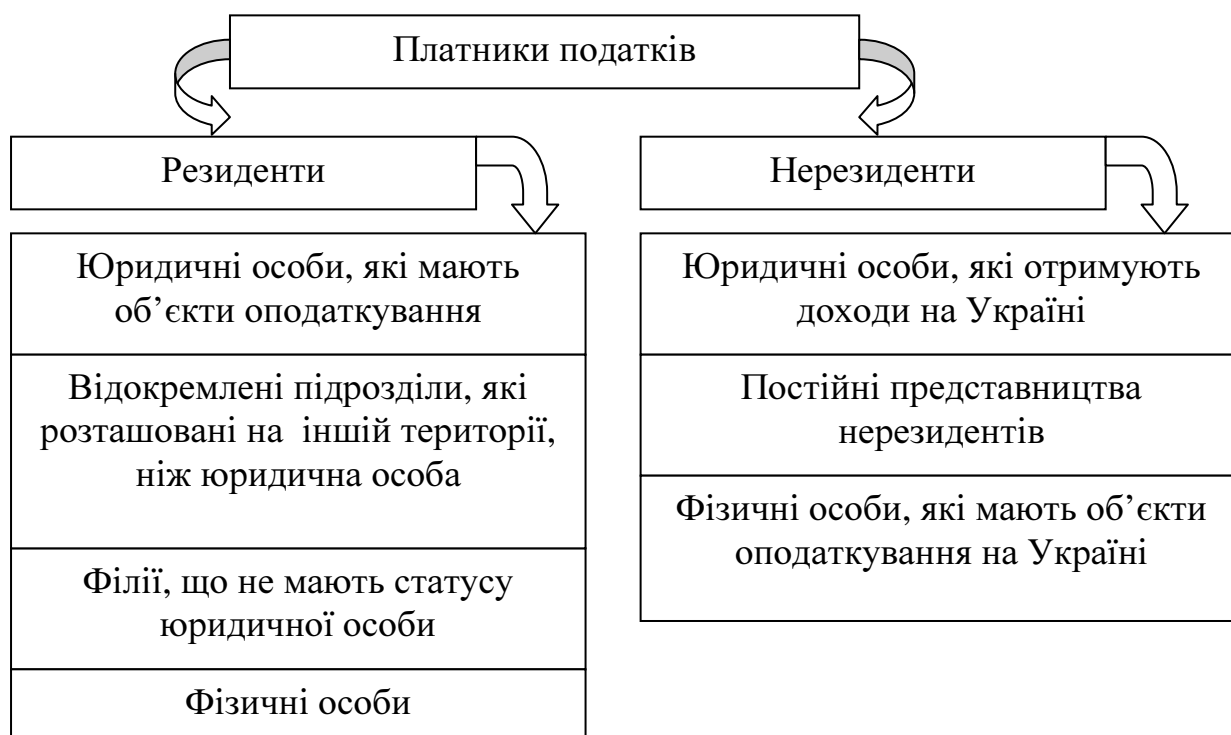 Платники податків
Резиденти
Юридичні особи, які мають
об’єкти оподаткування
Відокремлені підрозділи, які
розташовані на іншій території,
ніж юридична особа
Філії, що не мають статусу
юридичної особи
Фізичні особи
Нерезиденти
Юридичні особи, які отримують
доходи на Україні
Постійні представництва
нерезидентів
Фізичні особи, які мають об’єкти
оподаткування на Україні